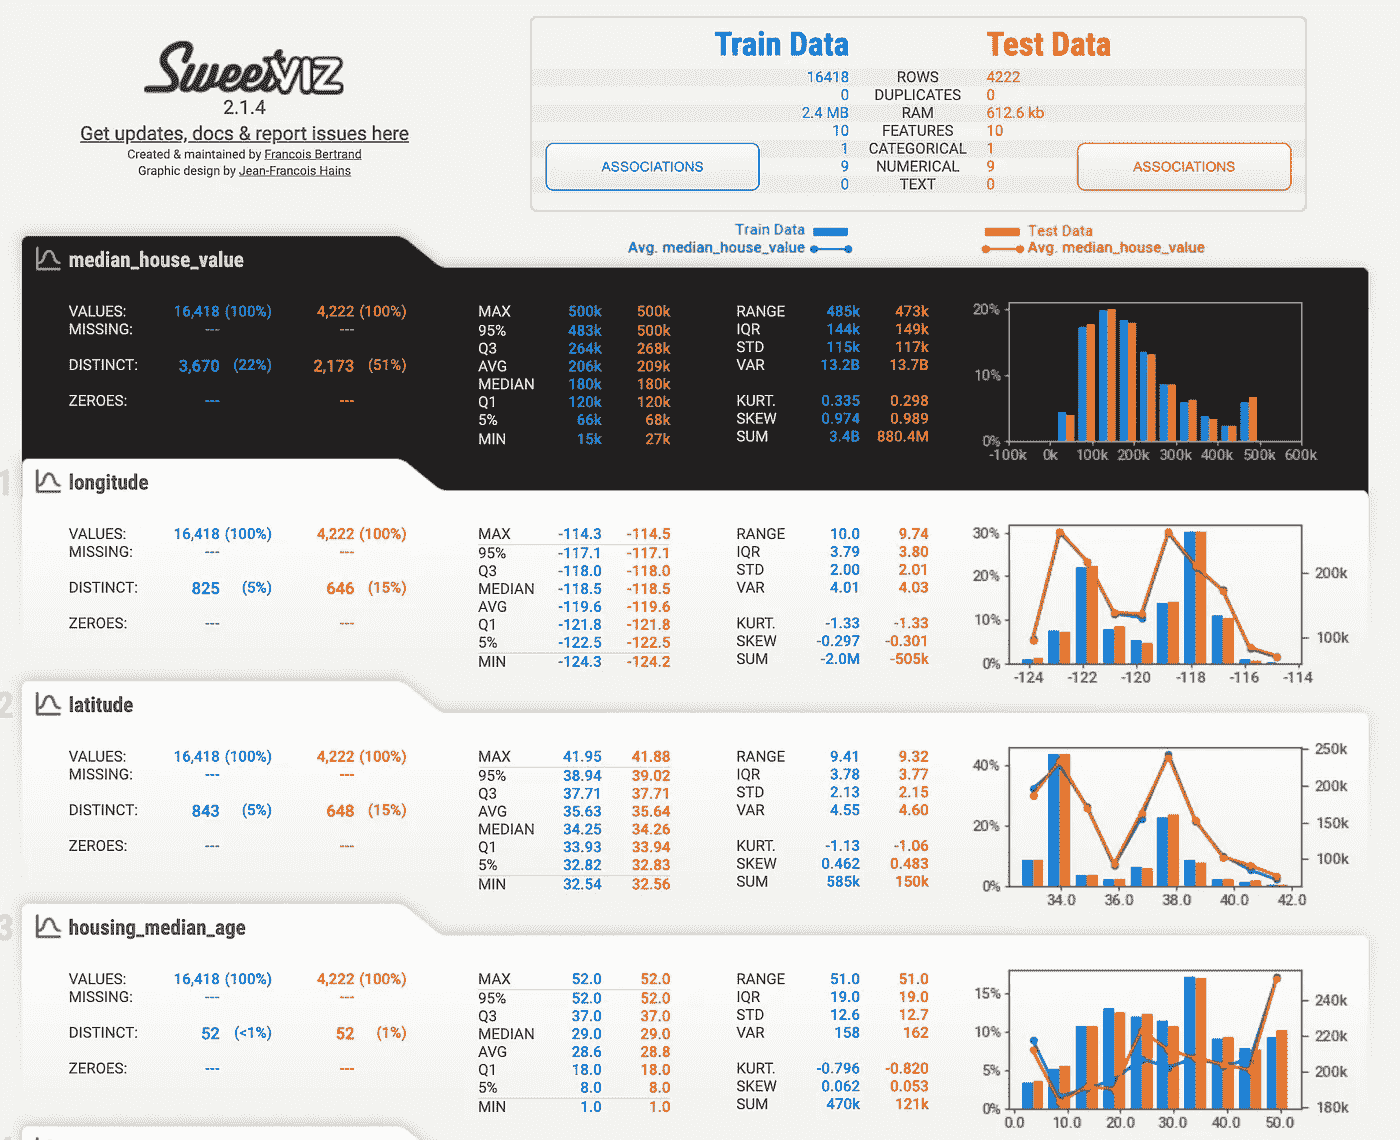 SweetVIZ
2.1.4
Get updates, docs & report issues here
Created & maintained by Francois Bertrand
Graphic design by Jean-Francois Hains
Train Data Test Data
16418 ROWS 4222
0 DUPLICATES 0
2.4 MB RAM 612.6 kb
10 FEATURES 10
1 CATEGORICAL 1
9 NUMERICAL 9
0 TEXT 0
ASSOCIATIONS ASSOCIATIONS
Train Data Test Data
Avg. median_house_value Avg. median_house_value
median_house_value
VALUES: 16,418 (100%) 4,222 (100%)
MISSING: --- ---
DISTINCT: 3,670 (22%) 2,173 (51%)
ZEROES: --- ---
MAX 500k 500k
95% 483k 500k
Q3 264k 268k
AVG 206k 209k
MEDIAN 180k 180k
Q1 120k 120k
5% 66k 68k
MIN 15k 27k
RANGE 485k 473k
IQR 144k 149k
STD 115k 117k
VAR 13.2B 13.7B
KURT. 0.335 0.298
SKEW 0.974 0.989
SUM 3.4B 880.4M
20%
10%
0%
-100k 0k 100k 200k 300k 400k 500k 600k
1
longitude
VALUES: 16,418 (100%) 4,222 (100%)
MISSING: --- ---
DISTINCT: 825 (5%) 646 (15%)
ZEROES: --- ---
MAX -114.3 -114.5
95% -117.1 -117.1
Q3 -118.0 -118.0
MEDIAN -118.5 -118.5
AVG -119.6 -119.6
Q1 -121.8 -121.8
5% -122.5 -122.5
MIN -124.3 -124.2
RANGE 10.0 9.74
IQR 3.79 3.80
STD 2.00 2.01
VAR 4.01 4.03
KURT. -1.33 -1.33
SKEW -0.297 -0.301
SUM -2.0M -505k
30%
20% 200k
10% 100k
0%
-124 -122 -120 -118 -116 -114
2
latitude
VALUES: 16,418 (100%) 4,222 (100%)
MISSING: --- ---
DISTINCT: 843 (5%) 648 (15%)
ZEROES: --- ---
MAX 41.95 41.88
95% 38.94 39.02
Q3 37.71 37.71
AVG 35.63 35.64
MEDIAN 34.25 34.26
Q1 33.93 33.94
5% 32.82 32.83
MIN 32.54 32.56
RANGE 9.41 9.32
IQR 3.78 3.77
STD 2.13 2.15
VAR 4.55 4.60
KURT. -1.13 -1.06
SKEW 0.462 0.483
SUM 585k 150k
250k
40% 200k
20% 150k
100k
0%
34.0 36.0 38.0 40.0 42.0
3
housing_median_age
VALUES: 16,418 (100%) 4,222 (100%)
MISSING: --- ---
DISTINCT: 52 (<1%) 52 (1%)
ZEROES: --- ---
MAX 52.0 52.0
95% 52.0 52.0
Q3 37.0 37.0
MEDIAN 29.0 29.0
AVG 28.6 28.8
Q1 18.0 18.0
5% 8.0 8.0
MIN 1.0 1.0
RANGE 51.0 51.0
IQR 19.0 19.0
STD 12.6 12.7
VAR 158 162
KURT. -0.796 -0.820
SKEW 0.062 0.053
SUM 470k 121k
15% 240k
10% 220k
5% 200k
0% 180k
0.0 10.0 20.0 30.0 40.0 50.0